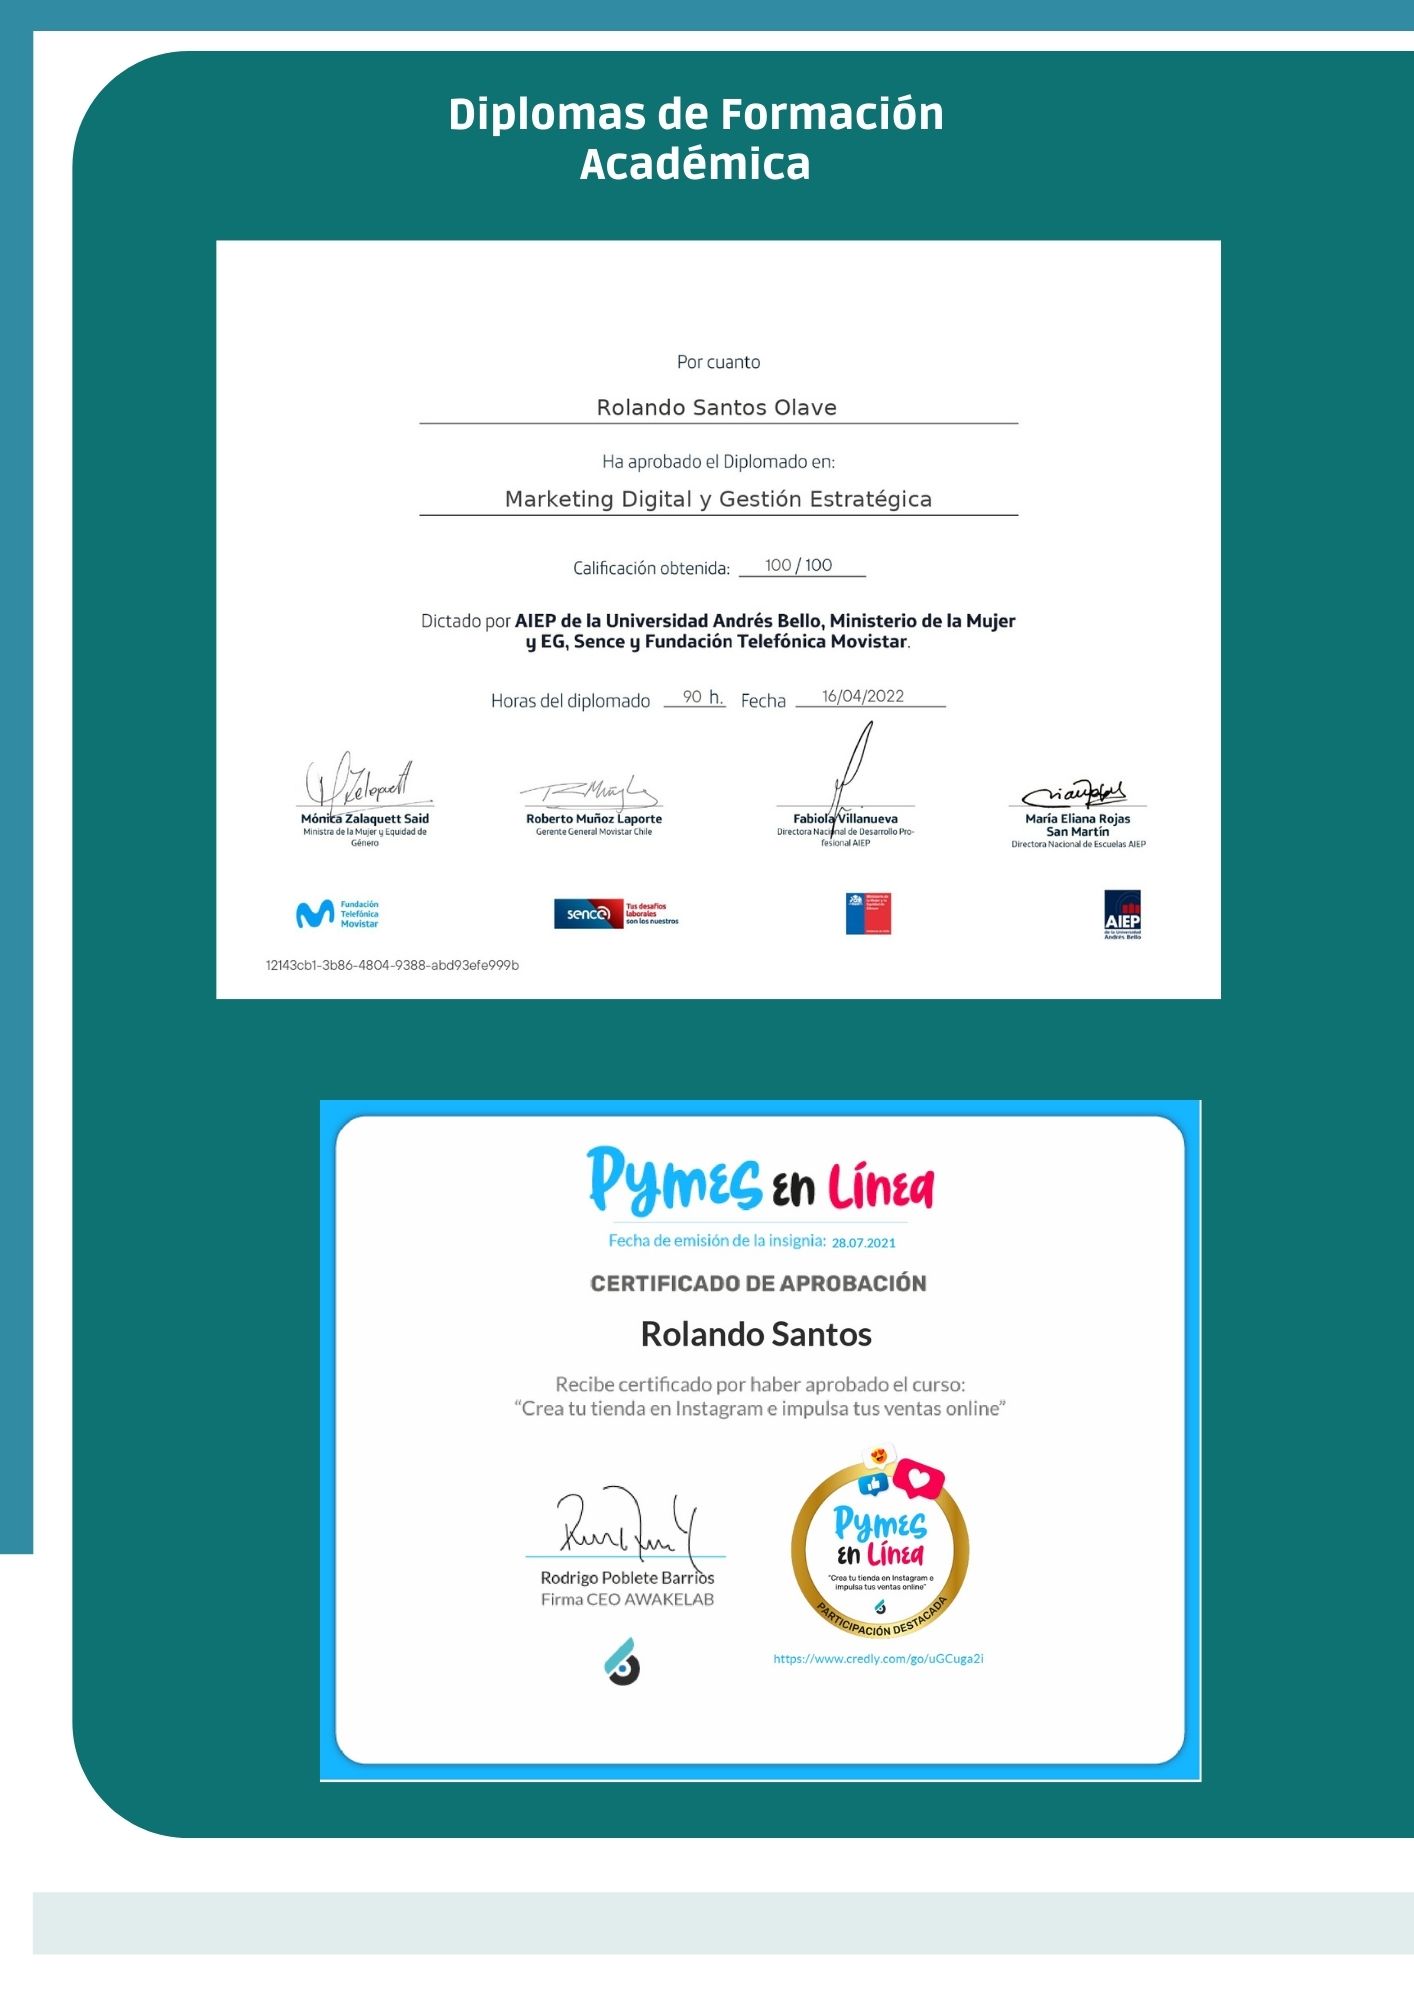 Diplomas de Formación
Académica
Por cuanto
Rolando Santos Olave
Ha aprobado el Diplomado en:
Marketing Digital y Gestión Estratégica
Calificación obtenida: 100 / 100
Dictado por AIEP de la Universidad Andrés Bello, Ministerio de la Mujer
y EG, Sence y Fundación Telefónica Movistar.
Horas del diplomado 90 h. Fecha 16/04/2022
Mónica Zalaquett Said
Ministra de la Mujer y Equidad de
Género
Roberto Muñoz Laporte
Gerente General Movistar Chile
Fabiola Villanueva
Directora Nacional de Desarrollo Pro-
fesional AIEP
María Eliana Rojas
San Martín
Directora Nacional de Escuelas AIEP
Fundación
Telefónica
Movistar
sence
Tus desafíos
laborales
son los nuestros
AIEP
de la Universidad
Andrés Bello
12143cb1-3b86-4804-9388-abd93efe999b
Pymes en Línea
Fecha de emisión de la insignia: 28.07.2021
CERTIFICADO DE APROBACIÓN
Rolando Santos
Recibe certificado por haber aprobado el curso:
“Crea tu tienda en Instagram e impulsa tus ventas online”
Rodrigo Poblete Barrios
Firma CEO AWAKELAB
Pymes
en Línea
"Crea tu tienda en Instagram e
impulsa tus ventas online"
PARTICIPACIÓN DESTACADA
https://www.credly.com/go/uGCuga2i